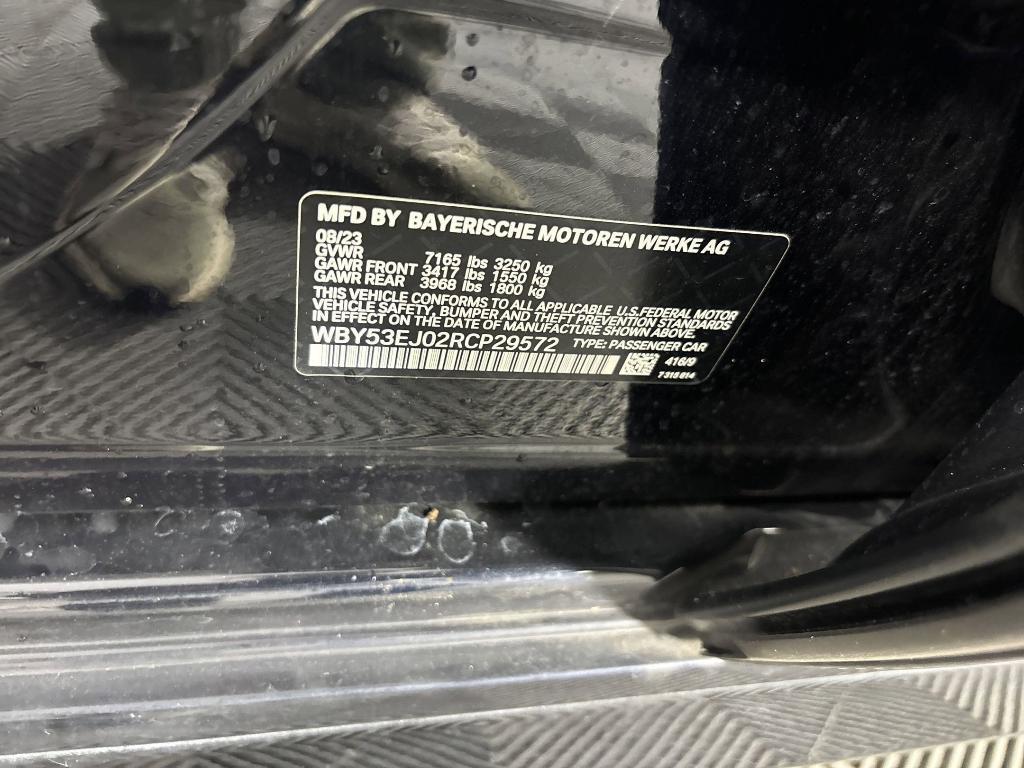 MFD BY BAYERISCHE MOTOREN WERKE AG
08/23
GVWR 7165 lbs 3250 kg
GAWR FRONT 3417 lbs 1550 kg
GAWR REAR 3968 lbs 1800 kg
THIS VEHICLE CONFORMS TO ALL APPLICABLE U.S.FEDERAL MOTOR
VEHICLE SAFETY, BUMPER AND THEFT PREVENTION STANDARDS
IN EFFECT ON THE DATE OF MANUFACTURE SHOWN ABOVE.
WBY53EJ02RCP29572 TYPE: PASSENGER CAR
416/9
7318614